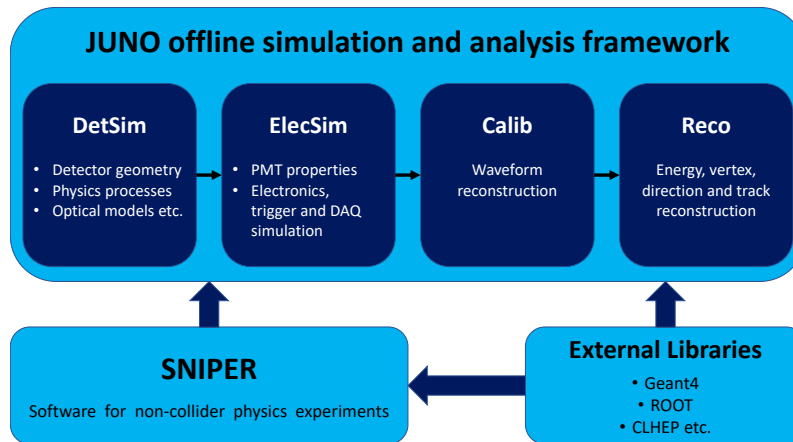 JUNO offline simulation and analysis framework
DetSim
• Detector geometry
• Physics processes
• Optical models etc.
ElecSim
• PMT properties
• Electronics,
trigger and DAQ
simulation
Calib
Waveform
reconstruction
Reco
Energy, vertex,
direction and track
reconstruction
SNIPER
Software for non-collider physics experiments
External Libraries
• Geant4
• ROOT
• CLHEP etc.